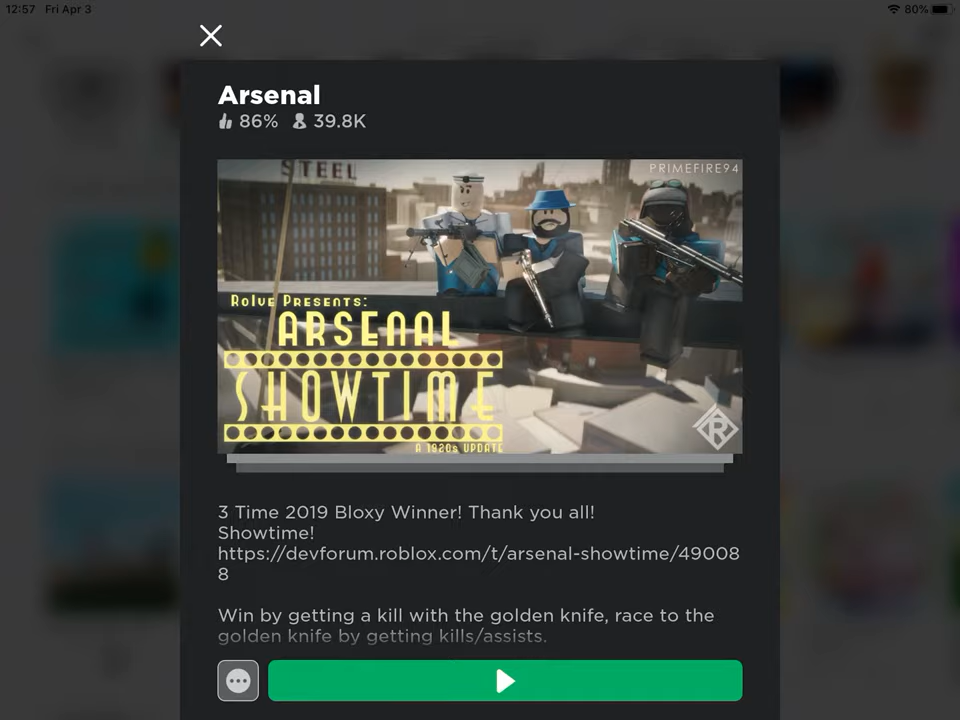 12:57 Fri Apr 3
80%
Arsenal
86% 39.8K
STEEL
PRIMEFIRE94
ROLVE PRESENTS:
ARSENAL
SHOWTIME
A 1920s UPDATE
R
3 Time 2019 Bloxy Winner! Thank you all!
Showtime!
https://devforum.roblox.com/t/arsenal-showtime/49008
8
Win by getting a kill with the golden knife, race to the
golden knife by getting kills/assists.